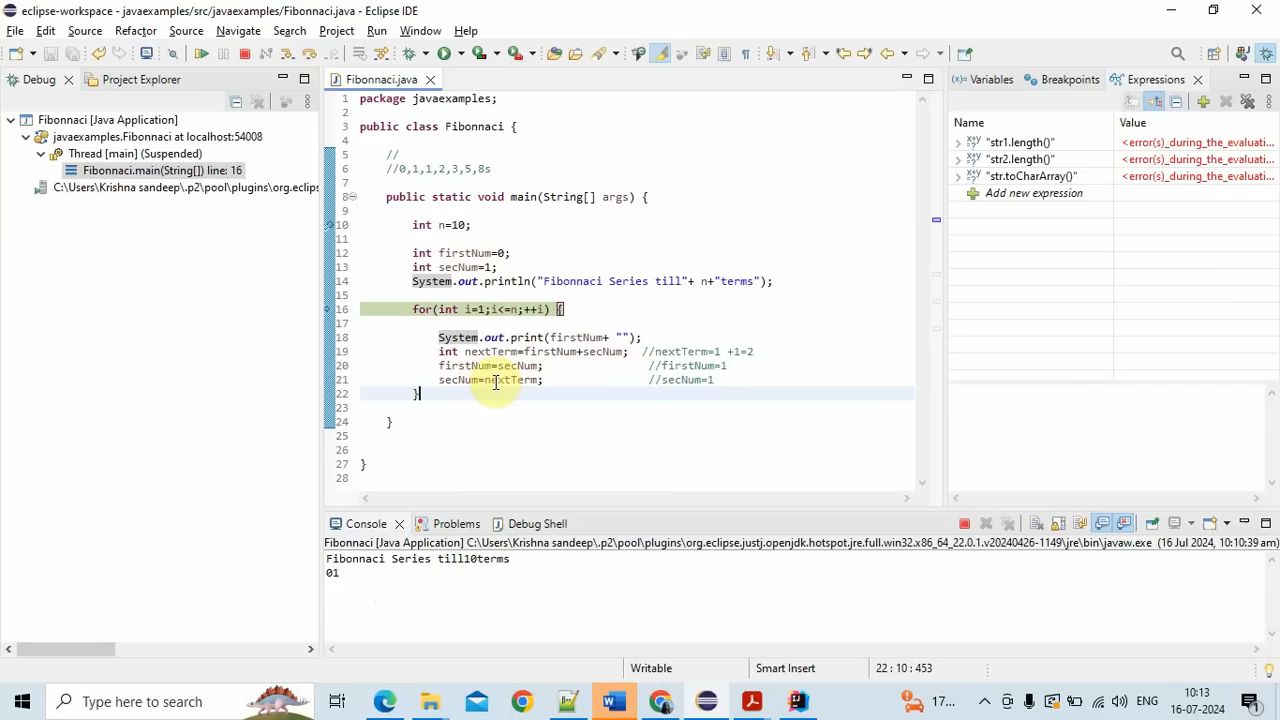 eclipse-workspace - javaexamples/src/javaexamples/Fibonnaci.java - Eclipse IDE
File Edit Source Refactor Source Navigate Search Project Run Window Help
Debug Project Explorer
Fibonnaci.java
Variables Breakpoints Expressions
Fibonnaci [Java Application]
javaexamples.Fibonnaci at localhost:54008
Thread [main] (Suspended)
Fibonnaci.main(String[]) line: 16
C:\Users\Krishna sandeep\.p2\pool\plugins\org.eclips
1 package javaexamples;
2
3 public class Fibonnaci {
4
5 //
6 //0,1,1,2,3,5,8s
7
8 public static void main(String[] args) {
9
10 int n=10;
11
12 int firstNum=0;
13 int secNum=1;
14 System.out.println("Fibonnaci Series till"+ n+"terms");
15
16 for(int i=1;i<=n;++i) {
17
18 System.out.print(firstNum+ "");
19 int nextTerm=firstNum+secNum; //nextTerm=1 +1=2
20 firstNum=secNum; //firstNum=1
21 secNum=nextTerm; //secNum=1
22 }
23
24 }
25
26
27 }
28
Name Value
"str1.length()" <error(s)_during_the_evaluati...
"str2.length()" <error(s)_during_the_evaluati...
"str.toCharArray()" <error(s)_during_the_evaluati...
Add new expression
Console Problems Debug Shell
Fibonnaci [Java Application] C:\Users\Krishna sandeep\.p2\pool\plugins\org.eclipse.justj.openjdk.hotspot.jre.full.win32.x86_64_22.0.1.v20240426-1149\jre\bin\javaw.exe (16 Jul 2024, 10:10:39 am)
Fibonnaci Series till10terms
01
Writable Smart Insert 22 : 10 : 453
Type here to search
17... ENG 0:13
16-07-2024